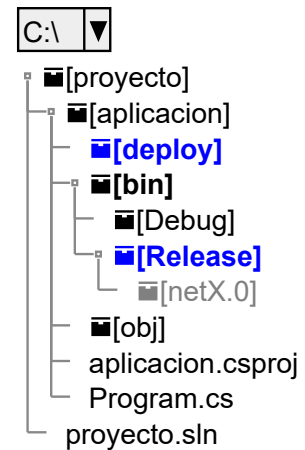 C:\
[proyecto]
[aplicacion]
[deploy]
[bin]
[Debug]
[Release]
[netX.0]
[obj]
aplicacion.csproj
Program.cs
proyecto.sln